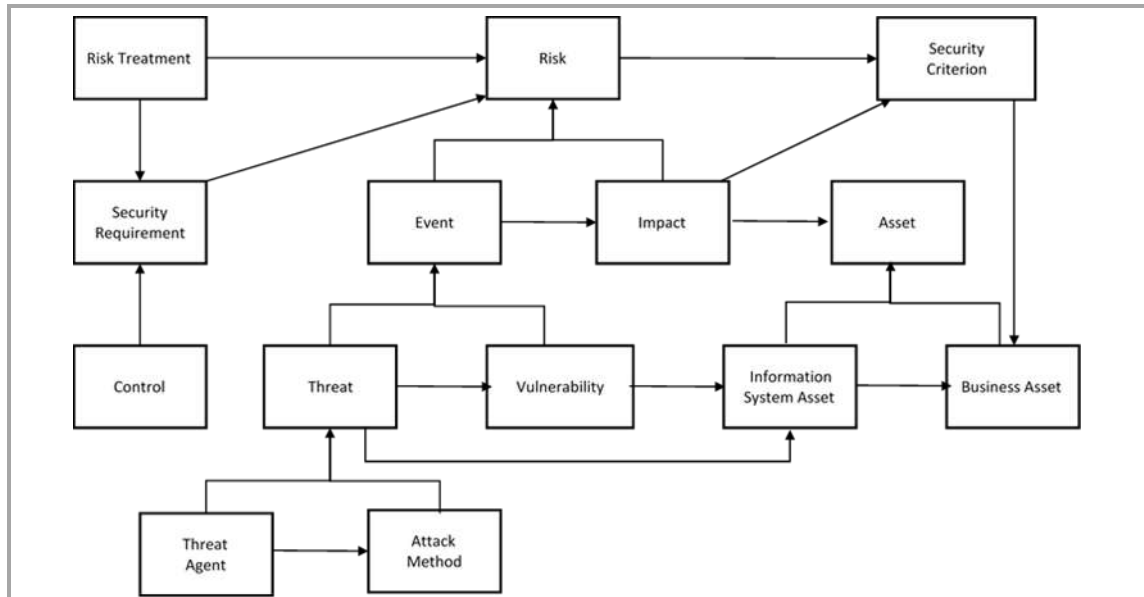 Risk Treatment
Risk
Security
Criterion
Security
Requirement
Event
Impact
Asset
Control
Threat
Vulnerability
Information
System Asset
Business Asset
Threat
Agent
Attack
Method